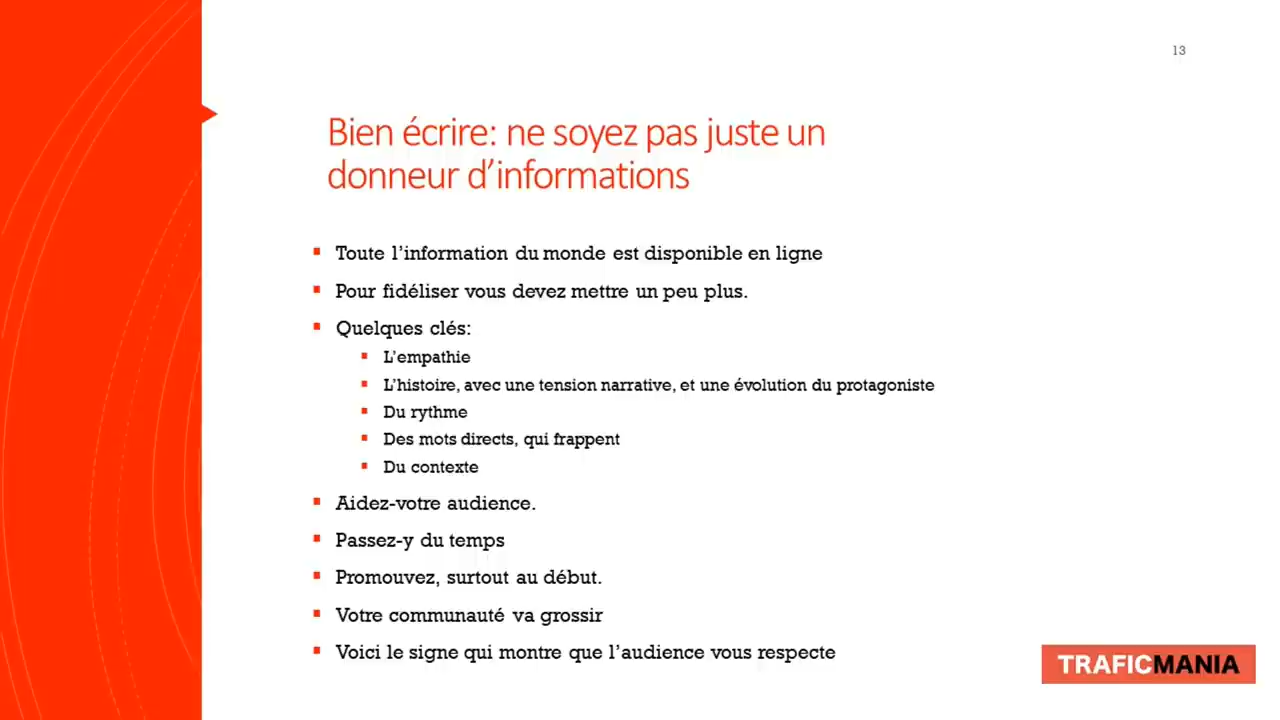 13
Bien écrire: ne soyez pas juste un
donneur d’informations
Toute l’information du monde est disponible en ligne
Pour fidéliser vous devez mettre un peu plus.
Quelques clés:
L’empathie
L’histoire, avec une tension narrative, et une évolution du protagoniste
Du rythme
Des mots directs, qui frappent
Du contexte
Aidez-votre audience.
Passez-y du temps
Promouvez, surtout au début.
Votre communauté va grossir
Voici le signe qui montre que l’audience vous respecte
TRAFICMANIA